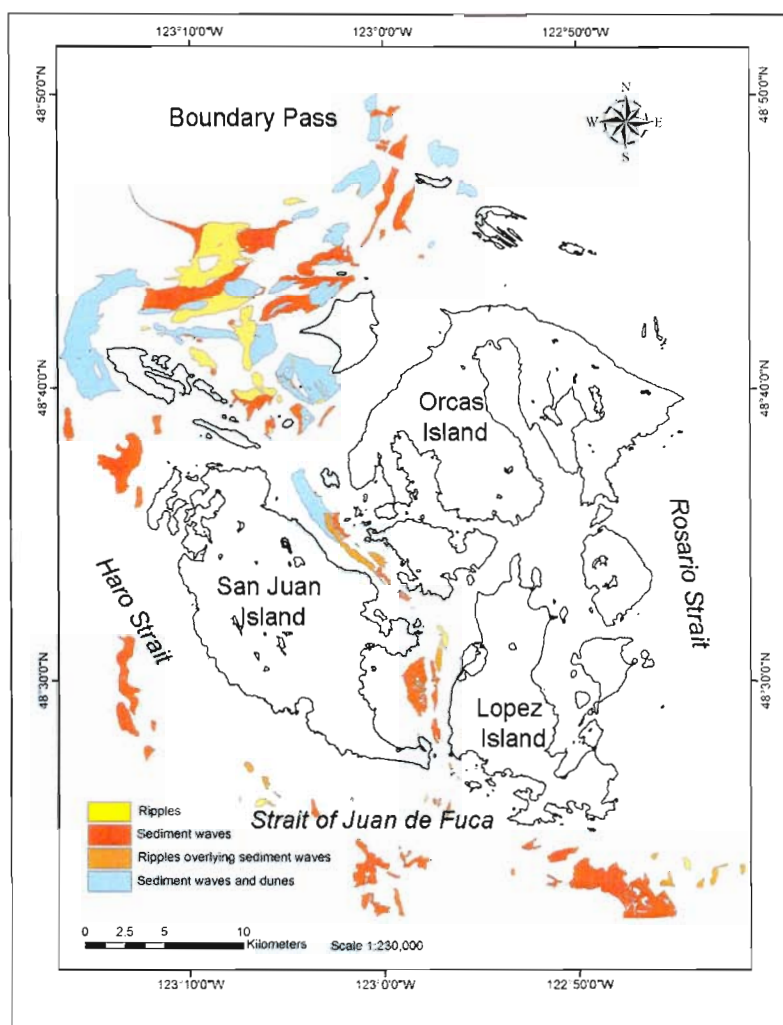 123°10'0"W 123°0'0"W 122°50'0"W
48°50'0"N 48°50'0"N
N
W E
S
Boundary Pass
48°40'0"N 48°40'0"N
Orcas
Island
Rosario Strait
San Juan
Island
Haro Strait
48°30'0"N 48°30'0"N
Lopez
Island
Strait of Juan de Fuca
Ripples
Sediment waves
Ripples overlying sediment waves
Sediment waves and dunes
0 2.5 5 10
Kilometers Scale 1:230,000
123°10'0"W 123°0'0"W 122°50'0"W